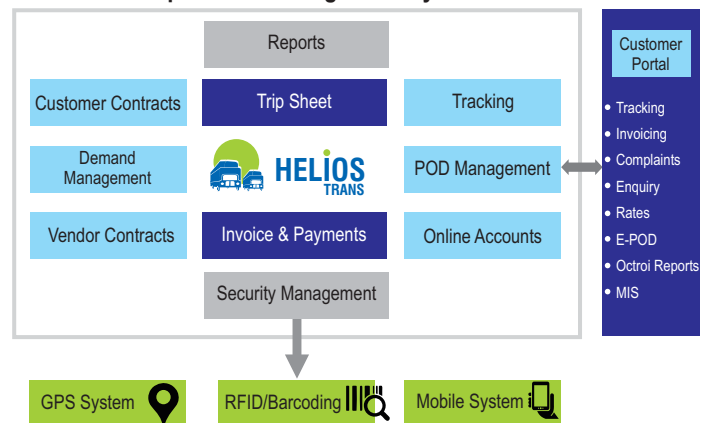 Reports
Customer Contracts
Trip Sheet
Tracking
Demand
Management
HELIOS
TRANS
POD Management
Vendor Contracts
Invoice & Payments
Online Accounts
Security Management
GPS System
RFID/Barcoding
Mobile System
Customer
Portal
• Tracking
• Invoicing
• Complaints
• Enquiry
• Rates
• E-POD
• Octroi Reports
• MIS